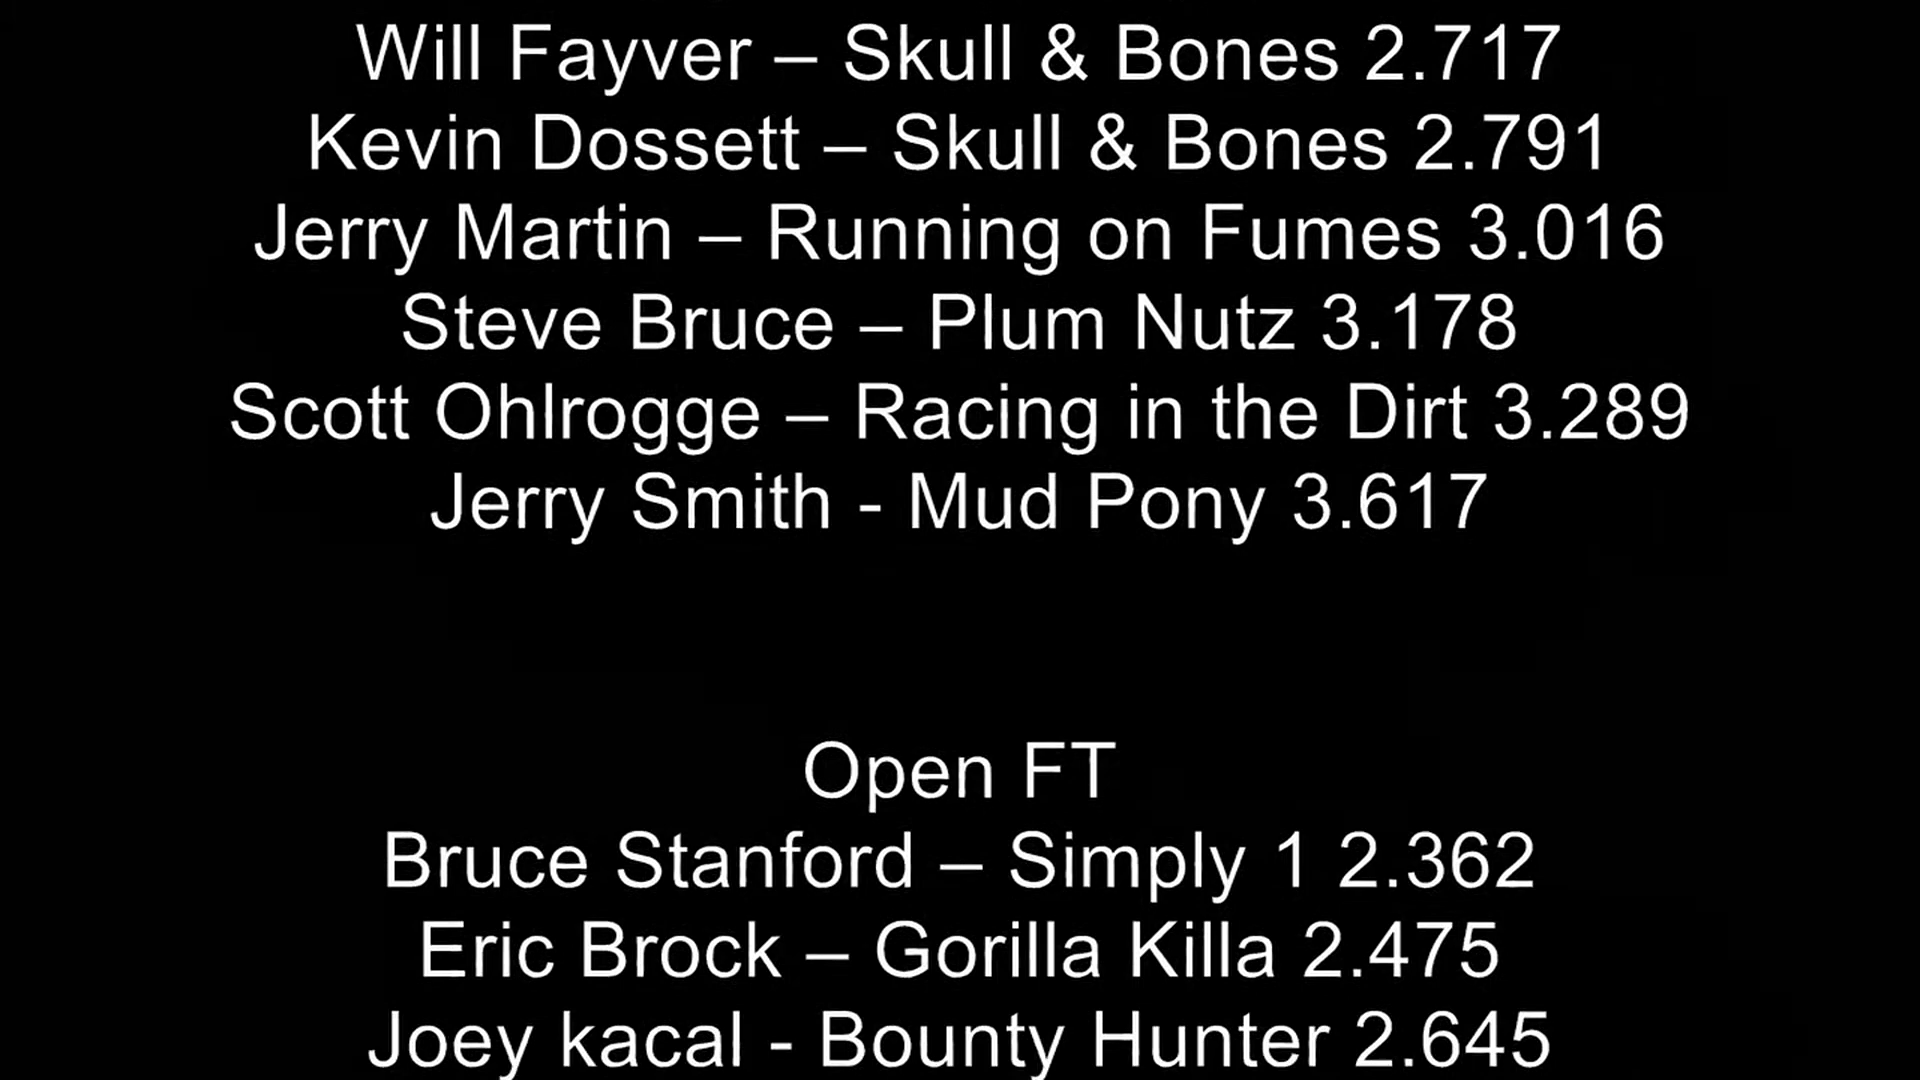 Will Fayver – Skull & Bones 2.717
Kevin Dossett – Skull & Bones 2.791
Jerry Martin – Running on Fumes 3.016
Steve Bruce – Plum Nutz 3.178
Scott Ohlrogge – Racing in the Dirt 3.289
Jerry Smith - Mud Pony 3.617
Open FT
Bruce Stanford – Simply 1 2.362
Eric Brock – Gorilla Killa 2.475
Joey kacal - Bounty Hunter 2.645